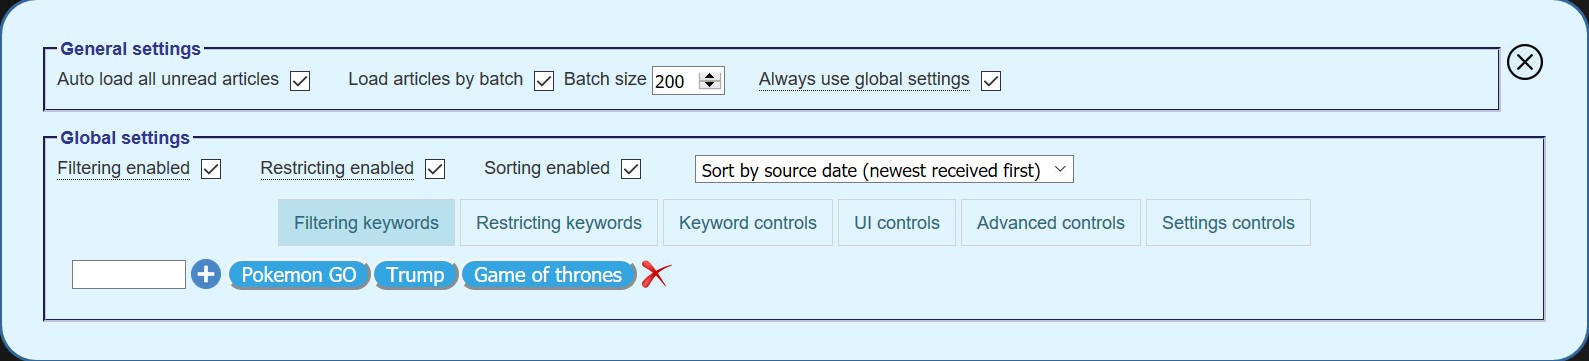 General settings
Auto load all unread articles Load articles by batch Batch size 200 Always use global settings
Global settings
Filtering enabled Restricting enabled Sorting enabled Sort by source date (newest received first)
Filtering keywords Restricting keywords Keyword controls UI controls Advanced controls Settings controls
Pokemon GO Trump Game of thrones